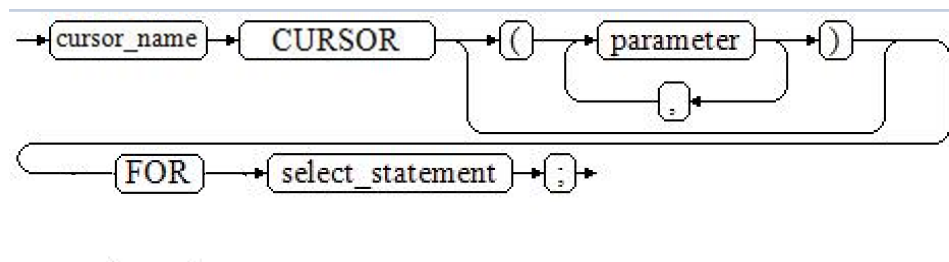 cursor_name CURSOR ( parameter )
,
FOR select_statement ;